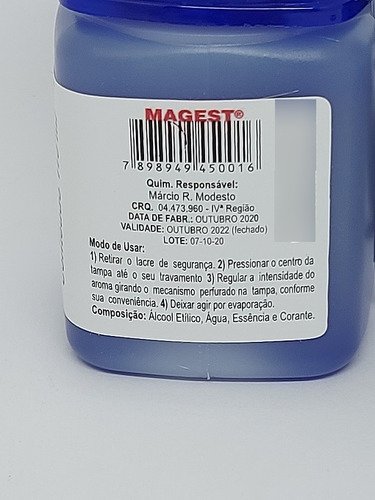 MAGEST®
7 898949 450016
Quim. Responsável:
Márcio R. Modesto
CRQ. 04.473.960 - IVª Região
DATA DE FABR.: OUTUBRO 2020
VALIDADE: OUTUBRO 2022 (fechado)
LOTE: 07-10-20
Modo de Usar:
1) Retirar o lacre de segurança. 2) Pressionar o centro da
tampa até o seu travamento 3) Regular a intensidade do
aroma girando o mecanismo perfurado na tampa, conforme
sua conveniência. 4) Deixar agir por evaporação.
Composição: Álcool Etílico, Água, Essência e Corante.